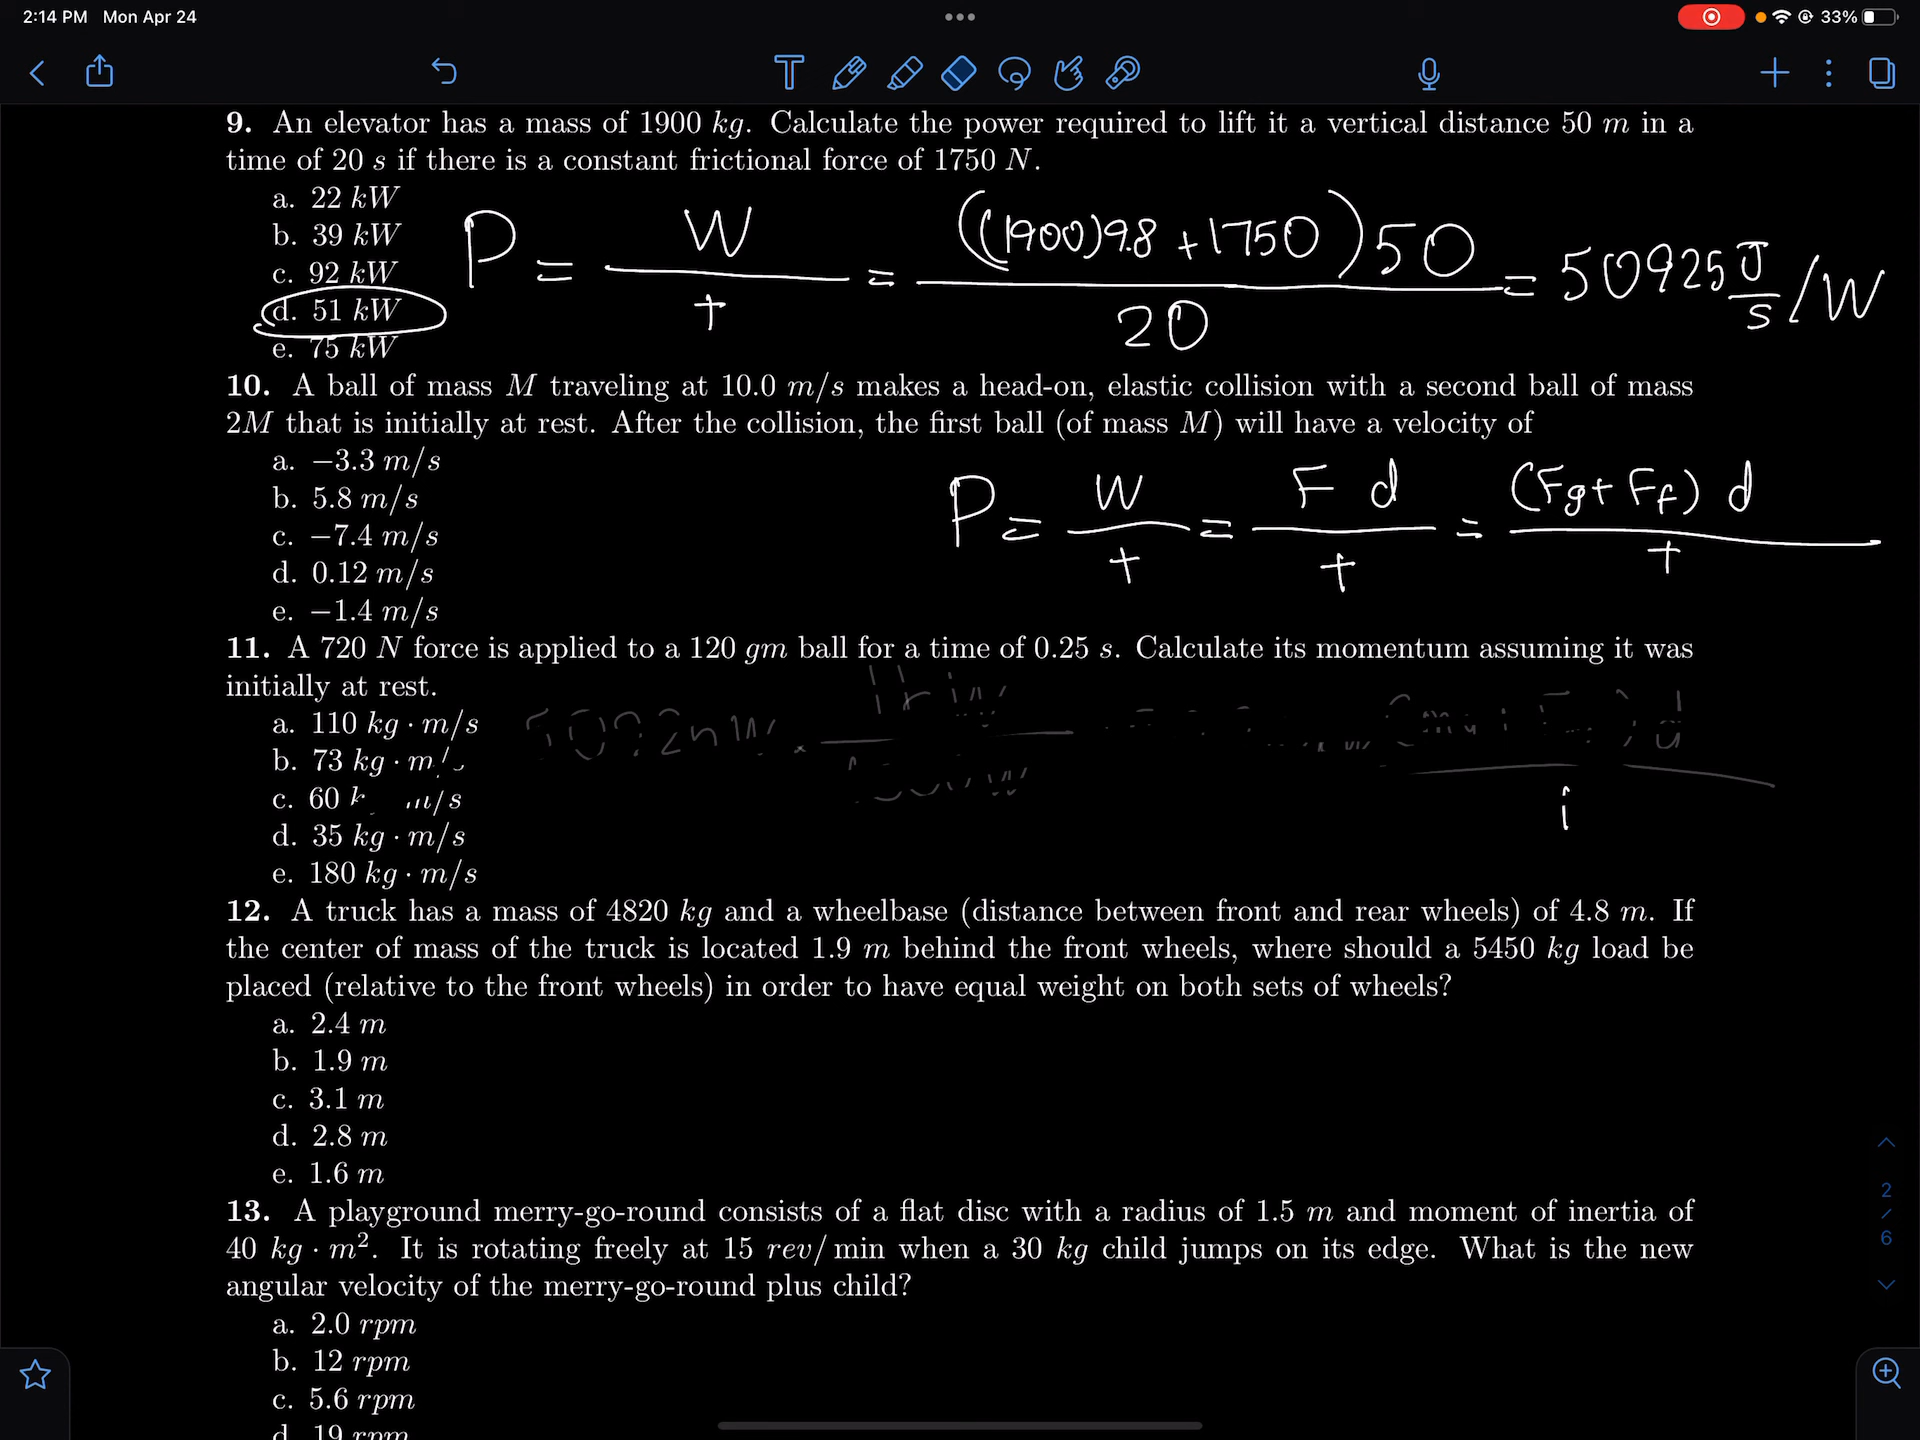 2:14 PM Mon Apr 24
33%
9. An elevator has a mass of 1900 kg. Calculate the power required to lift it a vertical distance 50 m in a
time of 20 s if there is a constant frictional force of 1750 N.
a. 22 kW
b. 39 kW
c. 92 kW
d. 51 kW
e. 75 kW
P = W / t = ((1900)9.8 + 1750) 50 / 20 = 50925 J/s / W
10. A ball of mass M traveling at 10.0 m/s makes a head-on, elastic collision with a second ball of mass
2M that is initially at rest. After the collision, the first ball (of mass M) will have a velocity of
a. −3.3 m/s
b. 5.8 m/s
c. −7.4 m/s
d. 0.12 m/s
e. −1.4 m/s
P = W / t = F d / t = (Fg + Ff) d / t
11. A 720 N force is applied to a 120 gm ball for a time of 0.25 s. Calculate its momentum assuming it was
initially at rest.
a. 110 kg · m/s
b. 73 kg · m/
c. 60 k m/s
d. 35 kg · m/s
e. 180 kg · m/s
12. A truck has a mass of 4820 kg and a wheelbase (distance between front and rear wheels) of 4.8 m. If
the center of mass of the truck is located 1.9 m behind the front wheels, where should a 5450 kg load be
placed (relative to the front wheels) in order to have equal weight on both sets of wheels?
a. 2.4 m
b. 1.9 m
c. 3.1 m
d. 2.8 m
e. 1.6 m
13. A playground merry-go-round consists of a flat disc with a radius of 1.5 m and moment of inertia of
40 kg · m². It is rotating freely at 15 rev/min when a 30 kg child jumps on its edge. What is the new
angular velocity of the merry-go-round plus child?
a. 2.0 rpm
b. 12 rpm
c. 5.6 rpm
d. 19 rpm
2 / 6